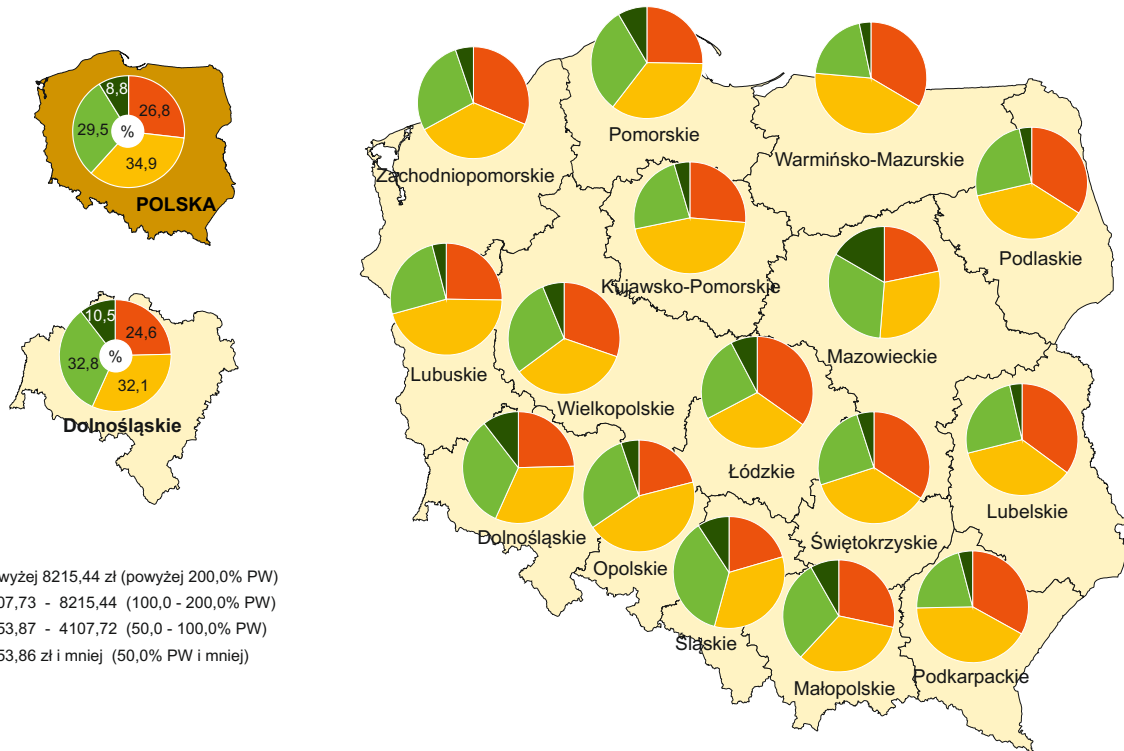 8,8
26,8
29,5
%
34,9
POLSKA
10,5
24,6
32,8
%
32,1
Dolnośląskie
Pomorskie
Warmińsko-Mazurskie
Zachodniopomorskie
Podlaskie
Kujawsko-Pomorskie
Mazowieckie
Lubuskie
Wielkopolskie
Łódzkie
Lubelskie
Dolnośląskie
Świętokrzyskie
Opolskie
Śląskie
Małopolskie
Podkarpackie
wyżej 8215,44 zł (powyżej 200,0% PW)
07,73 - 8215,44 (100,0 - 200,0% PW)
53,87 - 4107,72 (50,0 - 100,0% PW)
53,86 zł i mniej (50,0% PW i mniej)